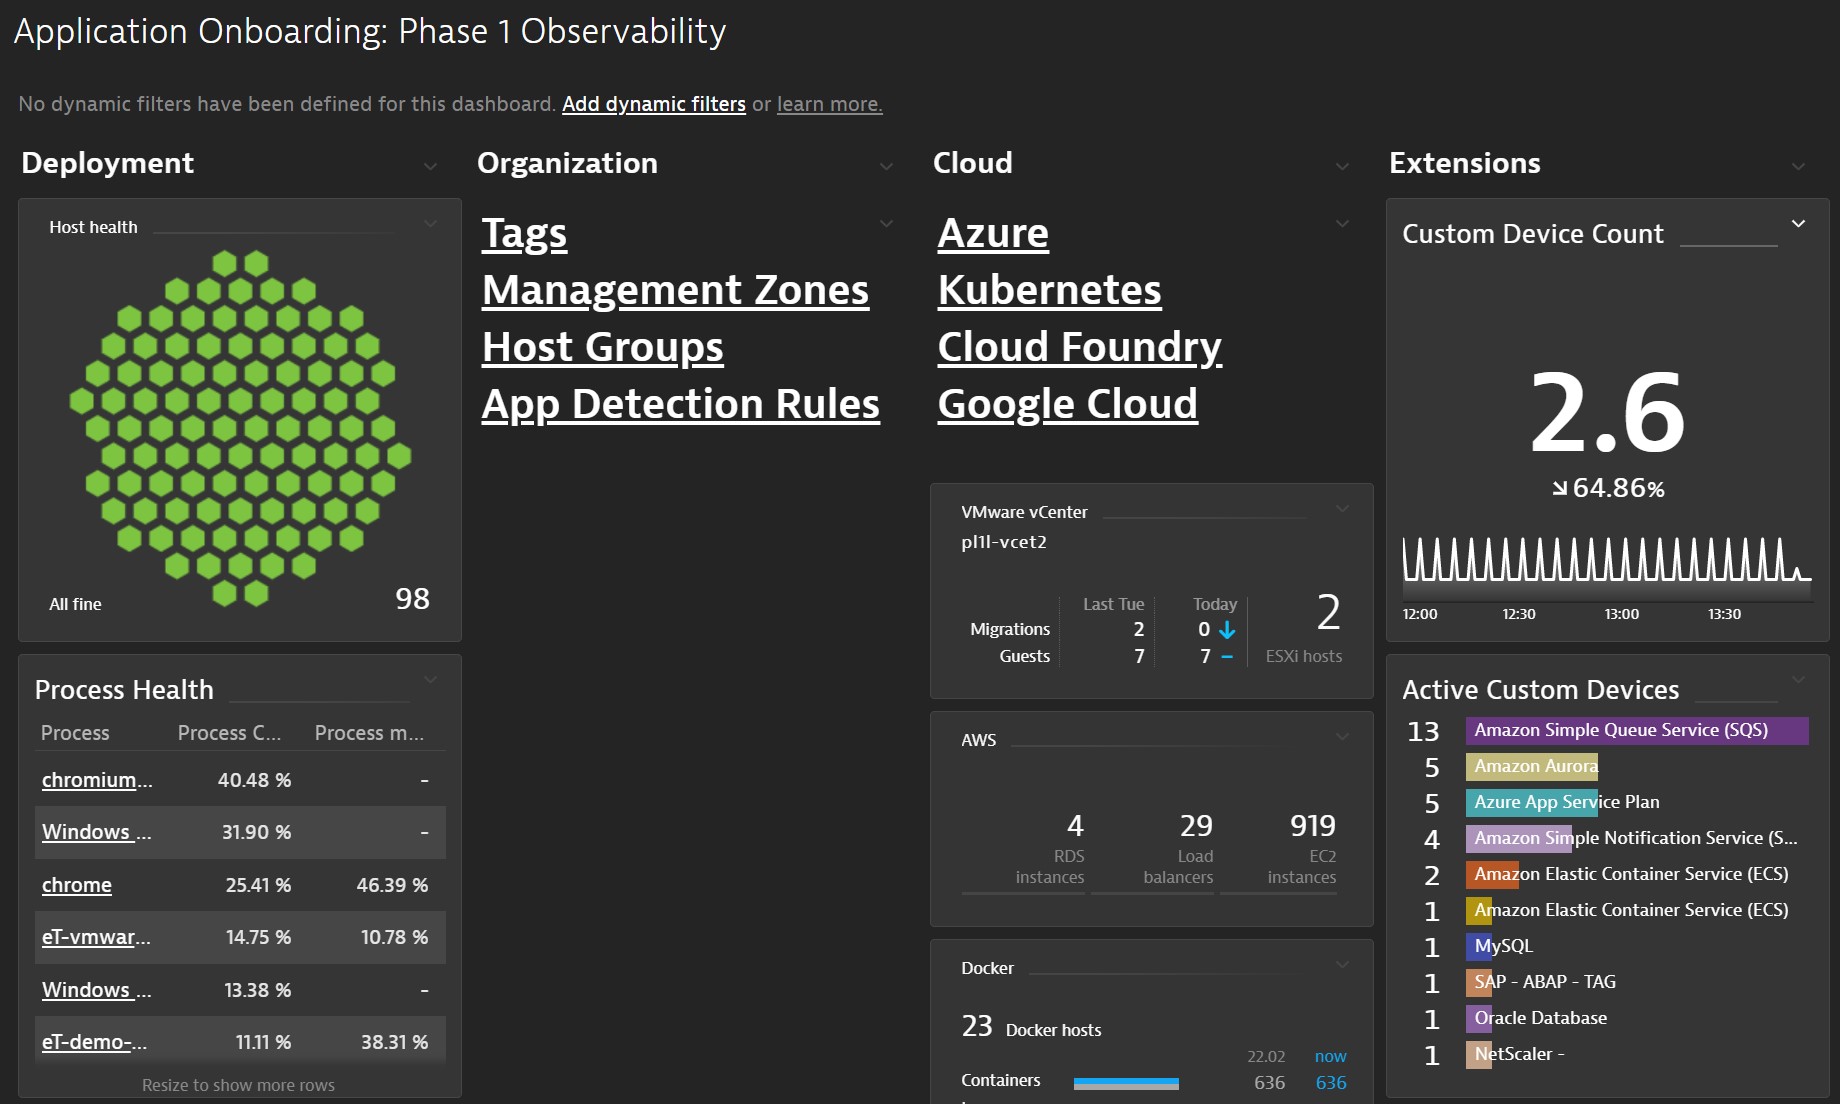 Application Onboarding: Phase 1 Observability
No dynamic filters have been defined for this dashboard. Add dynamic filters or learn more.
Deployment
Host health
All fine
98
Process Health
Process Process C... Process m...
chromium... 40.48 % -
Windows ... 31.90 % -
chrome 25.41 % 46.39 %
eT-vmwar... 14.75 % 10.78 %
Windows ... 13.38 % -
eT-demo-... 11.11 % 38.31 %
Resize to show more rows
Organization
Tags
Management Zones
Host Groups
App Detection Rules
Cloud
Azure
Kubernetes
Cloud Foundry
Google Cloud
VMware vCenter
pl1l-vcet2
Last Tue Today
Migrations 2 0
Guests 7 7
2
ESXi hosts
AWS
4 29 919
RDS Load EC2
instances balancers instances
Docker
23 Docker hosts
22.02 now
Containers 636 636
Extensions
Custom Device Count
2.6
64.86%
12:00 12:30 13:00 13:30
Active Custom Devices
13 Amazon Simple Queue Service (SQS)
5 Amazon Aurora
5 Azure App Service Plan
4 Amazon Simple Notification Service (S...
2 Amazon Elastic Container Service (ECS)
1 Amazon Elastic Container Service (ECS)
1 MySQL
1 SAP - ABAP - TAG
1 Oracle Database
1 NetScaler -